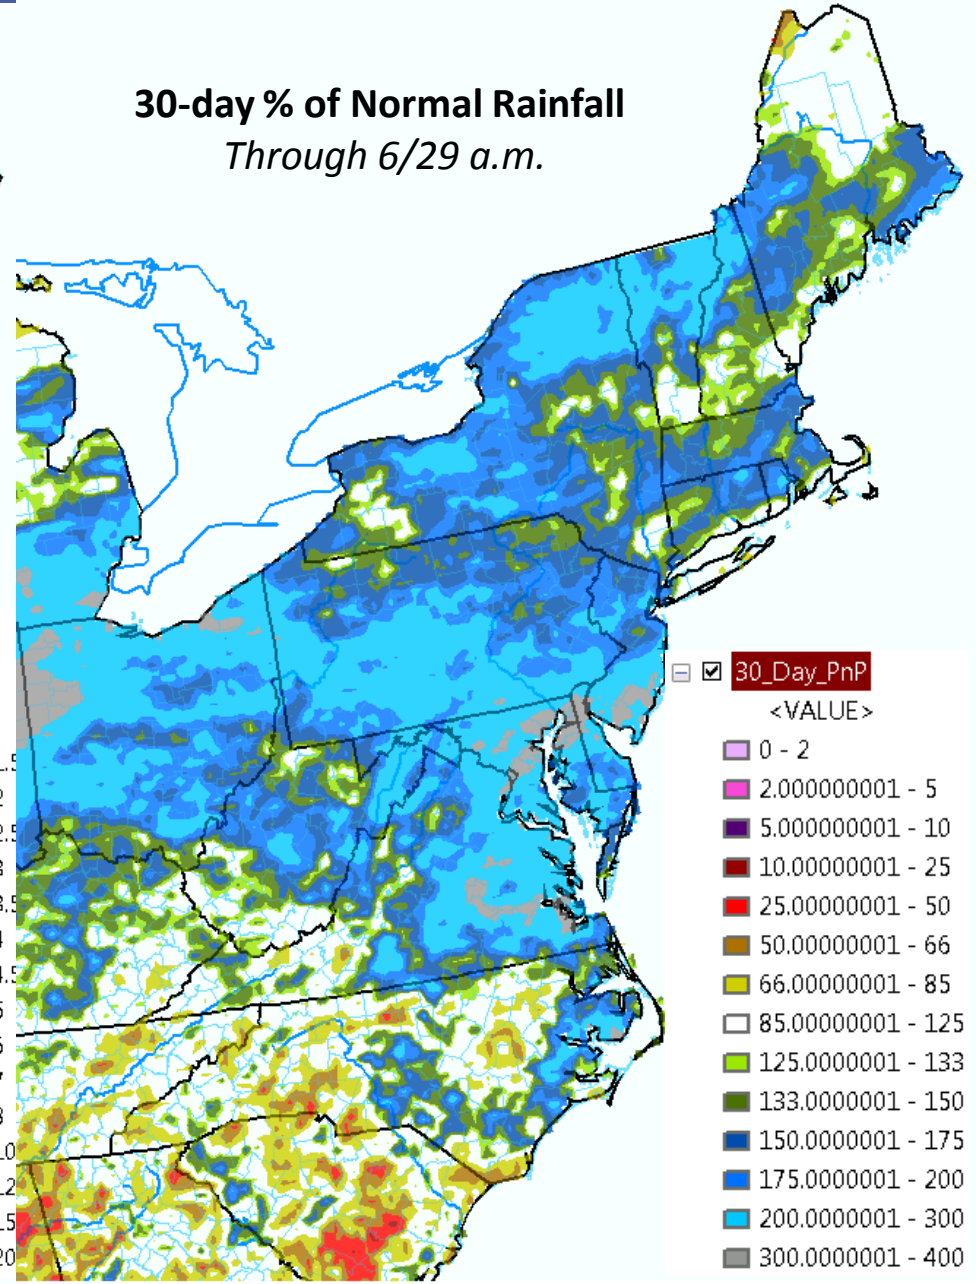 30-day % of Normal Rainfall
Through 6/29 a.m.
30_Day_PnP
<VALUE>
0 - 2
2.000000001 - 5
5.000000001 - 10
10.00000001 - 25
25.00000001 - 50
50.00000001 - 66
66.00000001 - 85
85.00000001 - 125
125.0000001 - 133
133.0000001 - 150
150.0000001 - 175
175.0000001 - 200
200.0000001 - 300
300.0000001 - 400